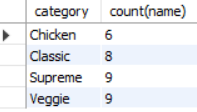 category count(name)
Chicken 6
Classic 8
Supreme 9
Veggie 9